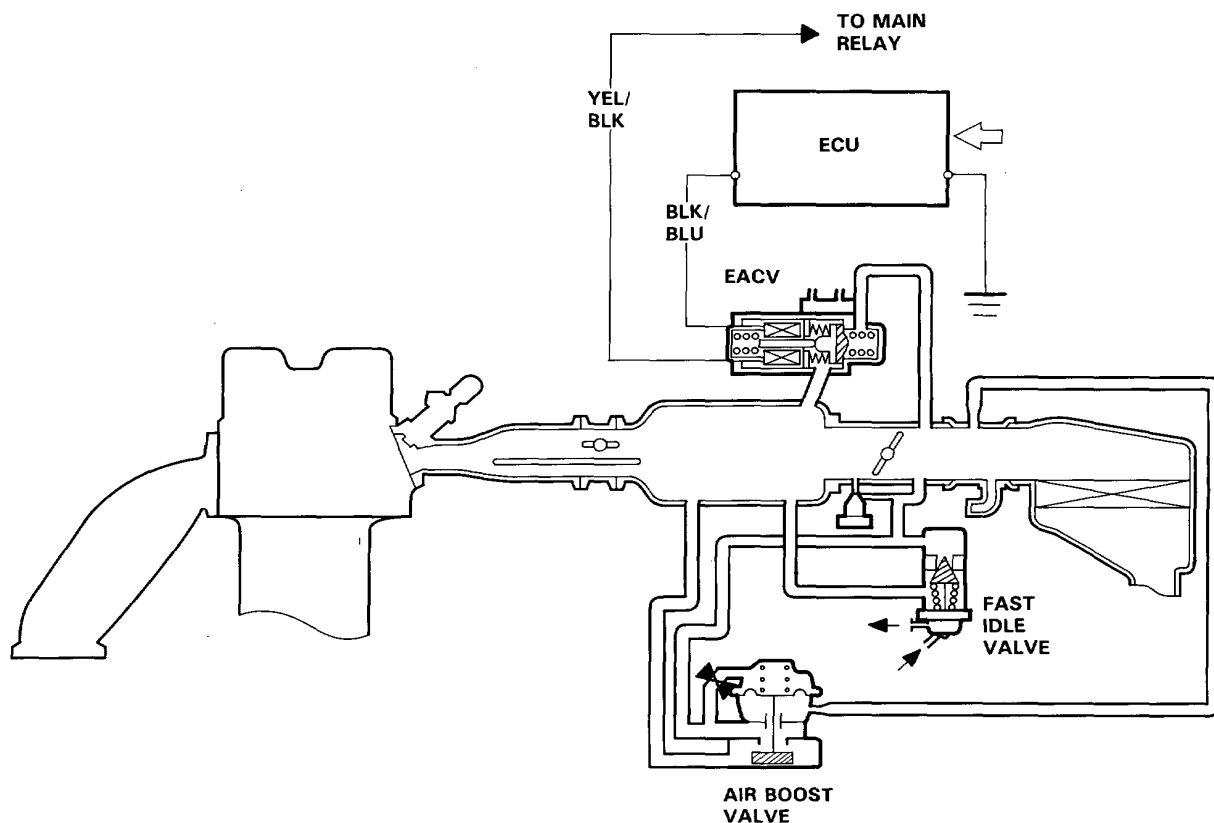 TO MAIN
RELAY
YEL/
BLK
ECU
BLK/
BLU
EACV
FAST
IDLE
VALVE
AIR BOOST
VALVE